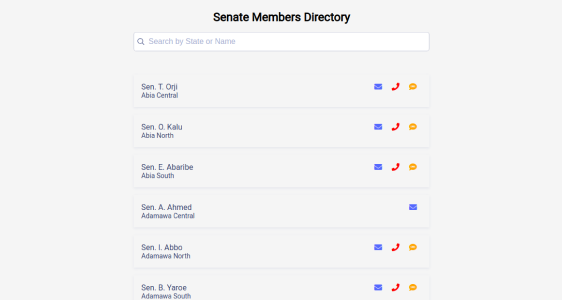 Senate Members Directory
Search by State or Name
Sen. T. Orji
Abia Central
Sen. O. Kalu
Abia North
Sen. E. Abaribe
Abia South
Sen. A. Ahmed
Adamawa Central
Sen. I. Abbo
Adamawa North
Sen. B. Yaroe
Adamawa South